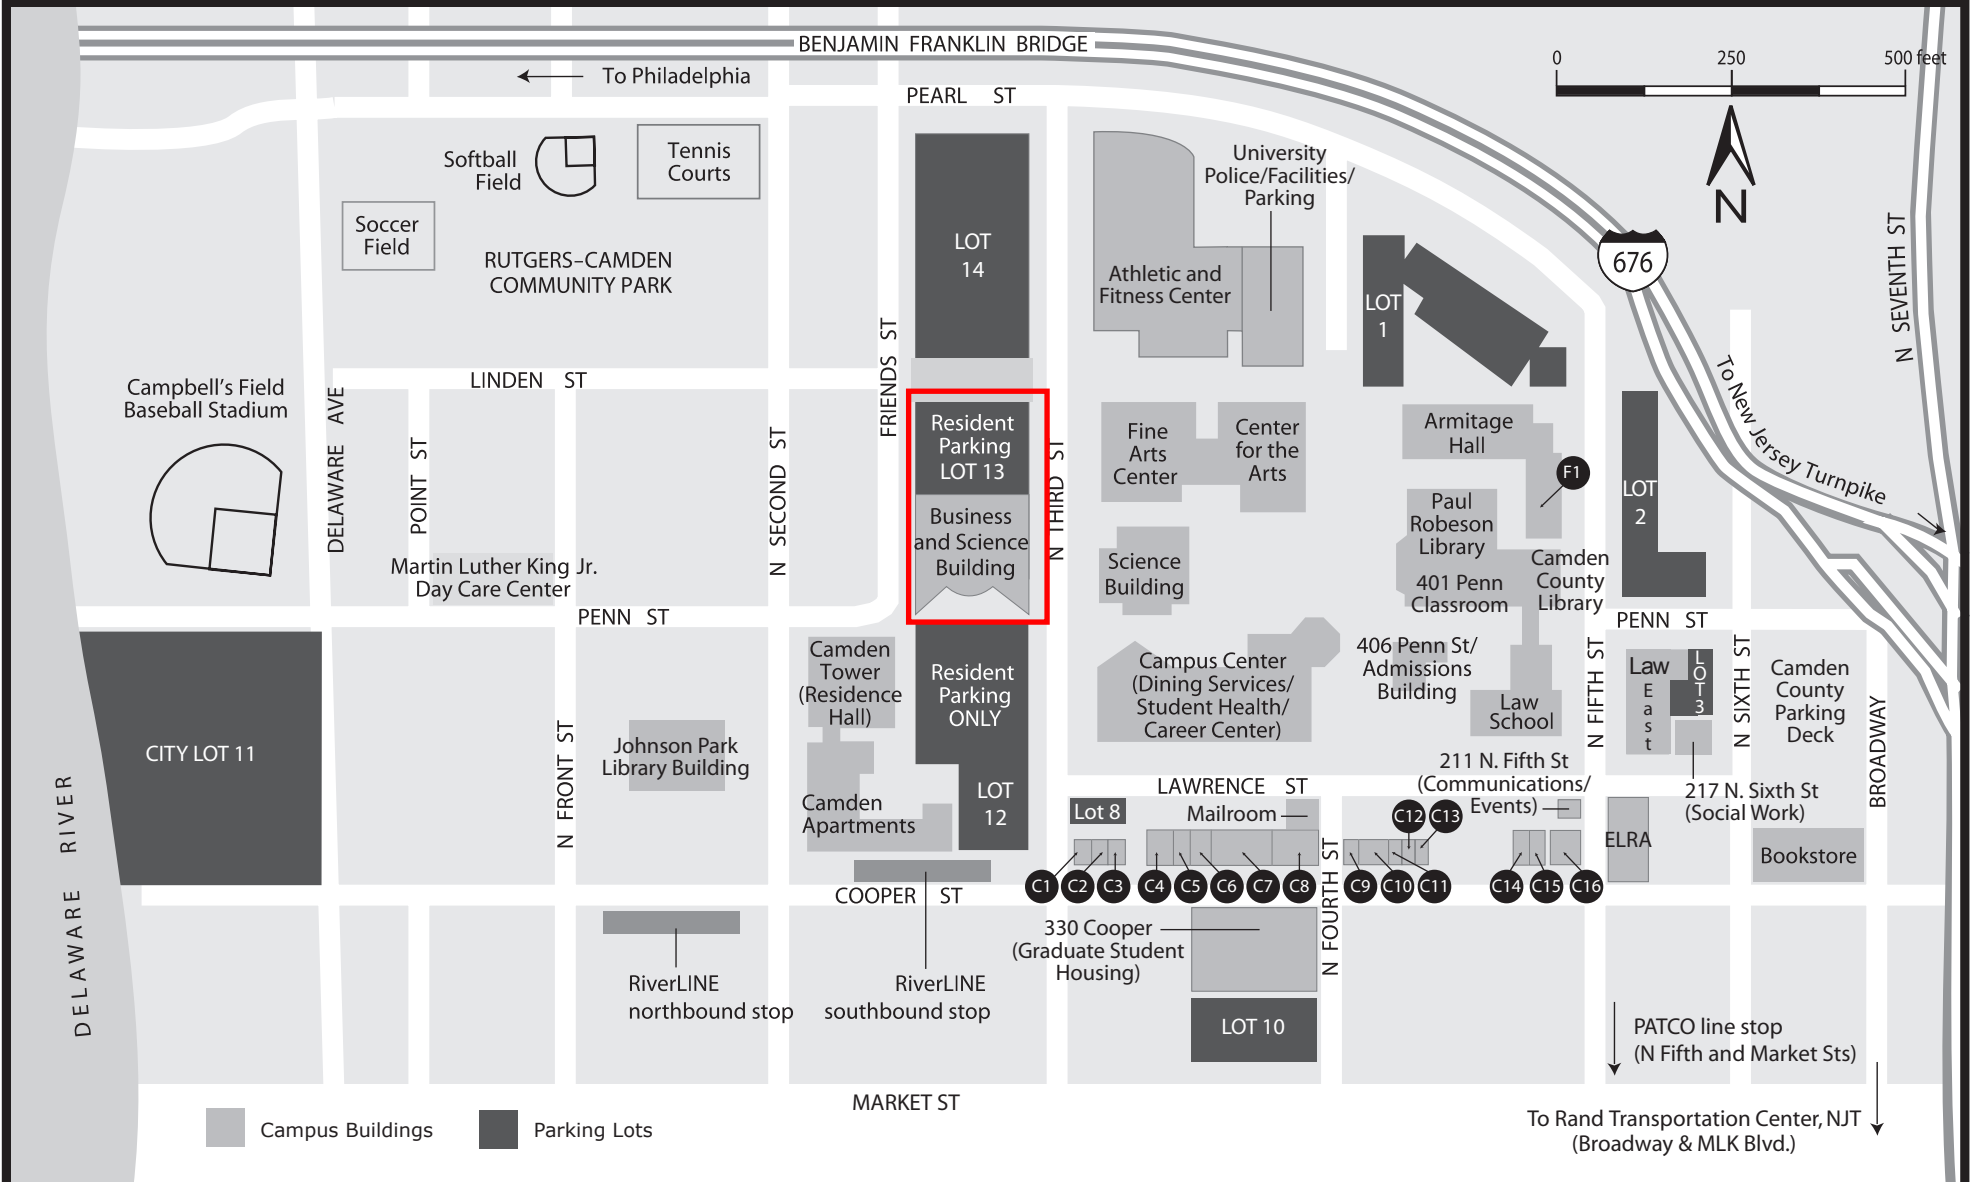 BENJAMIN FRANKLIN BRIDGE
To Philadelphia
0 250 500 feet
N
PEARL ST
Softball
Field
Tennis
Courts
Soccer
Field
RUTGERS–CAMDEN
COMMUNITY PARK
LOT
14
University
Police/Facilities/
Parking
Athletic and
Fitness Center
LOT
1
676
N SEVENTH ST
To New Jersey Turnpike
Campbell's Field
Baseball Stadium
DELAWARE AVE
LINDEN ST
POINT ST
N SECOND ST
FRIENDS ST
Resident
Parking
LOT 13
Business
and Science
Building
N THIRD ST
Fine
Arts
Center
Center
for the
Arts
Armitage
Hall
F1
LOT
2
Paul
Robeson
Library
Science
Building
401 Penn
Classroom
Camden
County
Library
Martin Luther King Jr.
Day Care Center
PENN ST
PENN ST
CITY LOT 11
N FRONT ST
Johnson Park
Library Building
Camden
Tower
(Residence
Hall)
Camden
Apartments
Resident
Parking
ONLY
LOT
12
Campus Center
(Dining Services/
Student Health/
Career Center)
406 Penn St/
Admissions
Building
Law
School
N FIFTH ST
Law
East
LOT3
N SIXTH ST
Camden
County
Parking
Deck
BROADWAY
211 N. Fifth St
(Communications/
Events)
217 N. Sixth St
(Social Work)
LAWRENCE ST
Lot 8
Mailroom
C12 C13
ELRA
Bookstore
C1 C2 C3 C4 C5 C6 C7 C8 C9 C10 C11 C14 C15 C16
COOPER ST
N FOURTH ST
330 Cooper
(Graduate Student
Housing)
LOT 10
RiverLINE
northbound stop
RiverLINE
southbound stop
DELAWARE RIVER
PATCO line stop
(N Fifth and Market Sts)
MARKET ST
To Rand Transportation Center, NJT
(Broadway & MLK Blvd.)
Campus Buildings
Parking Lots